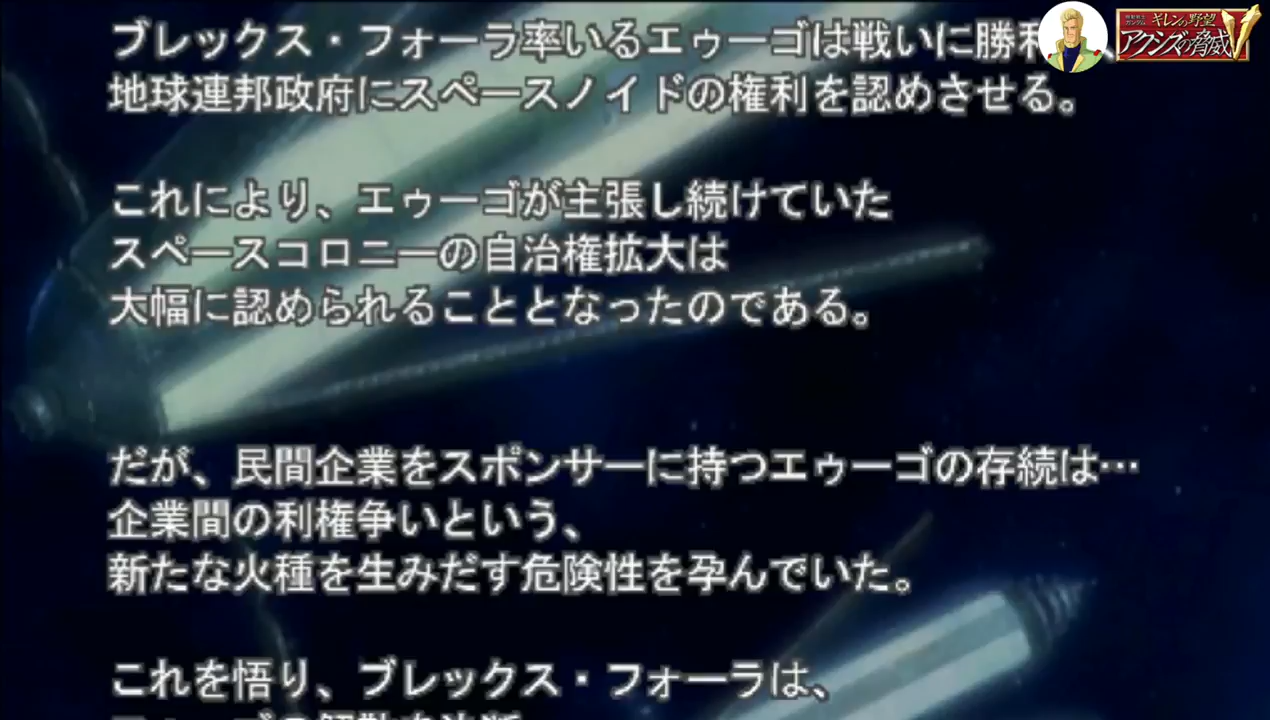 ブレックス・フォーラ率いるエゥーゴは戦いに勝利、
地球連邦政府にスペースノイドの権利を認めさせる。
これにより、エゥーゴが主張し続けていた
スペースコロニーの自治権拡大は
大幅に認められることとなったのである。
だが、民間企業をスポンサーに持つエゥーゴの存続は…
企業間の利権争いという、
新たな火種を生みだす危険性を孕んでいた。
これを悟り、ブレックス・フォーラは、
機動戦士
ガンダム
ギレンの野望
アクシズの脅威V